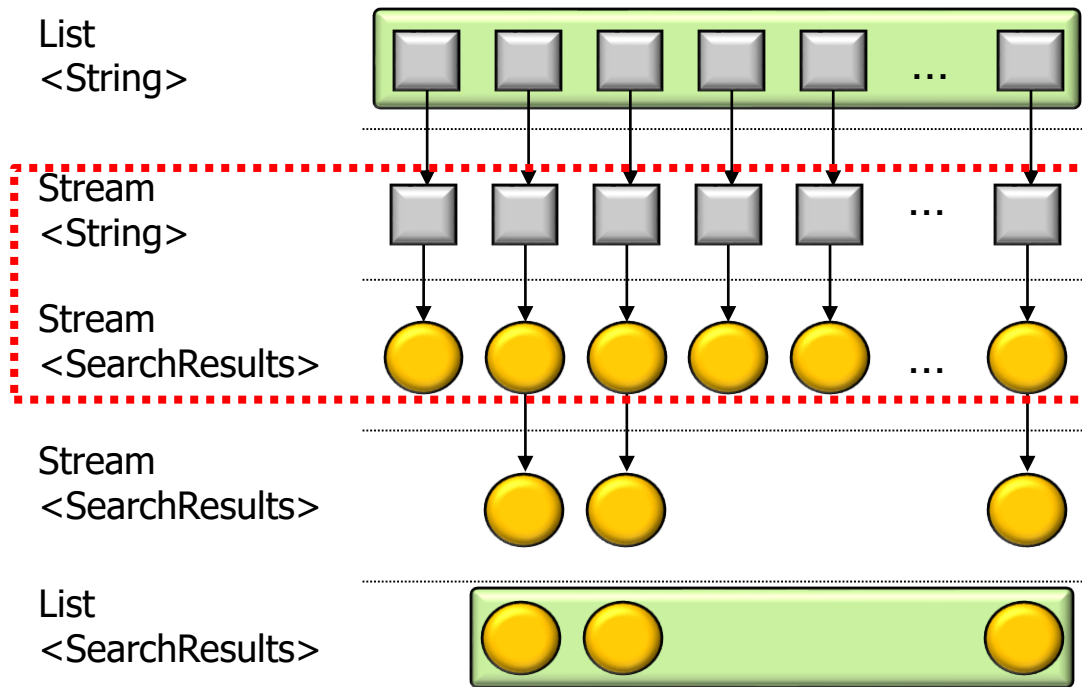 List
<String>
...
Stream
<String>
...
Stream
<SearchResults>
...
Stream
<SearchResults>
List
<SearchResults>